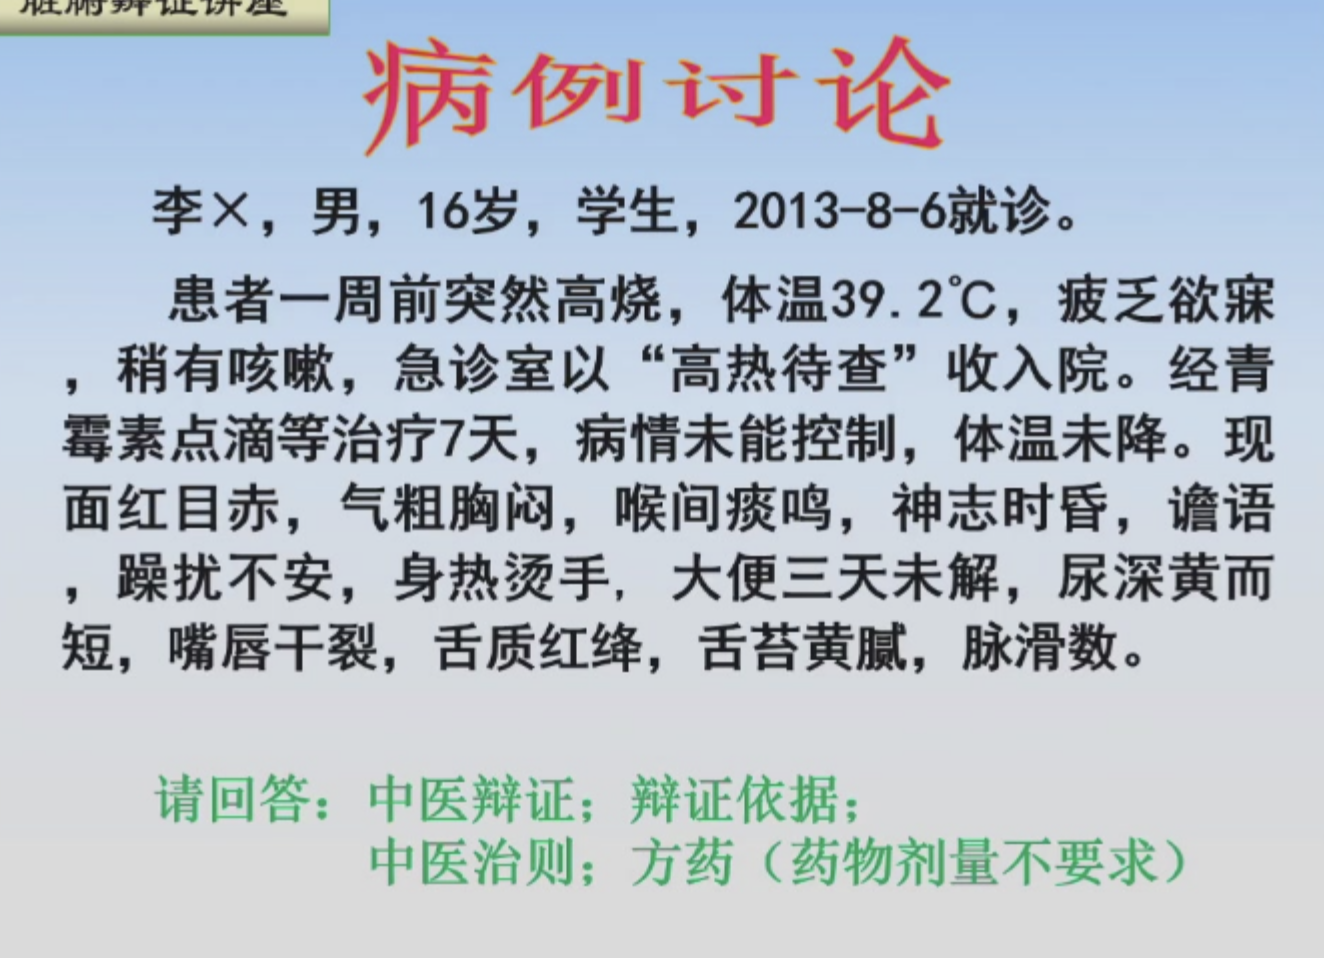 脏腑辩证讲座
病例讨论
李×，男，16岁，学生，2013-8-6就诊。
患者一周前突然高烧，体温39.2℃，疲乏欲寐
，稍有咳嗽，急诊室以“高热待查”收入院。经青
霉素点滴等治疗7天，病情未能控制，体温未降。现
面红目赤，气粗胸闷，喉间痰鸣，神志时昏，谵语
，躁扰不安，身热烫手，大便三天未解，尿深黄而
短，嘴唇干裂，舌质红绛，舌苔黄腻，脉滑数。
请回答：中医辩证；辩证依据；
中医治则；方药（药物剂量不要求）